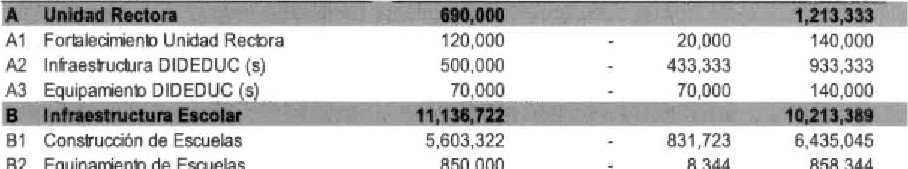 A Unidad Rectora 690,000 1,213,333
A1 Fortalecimiento Unidad Rectora 120,000 - 20,000 140,000
A2 Infraestructura DIDEDUC (s) 500,000 - 433,333 933,333
A3 Equipamiento DIDEDUC (s) 70,000 - 70,000 140,000
B Infraestructura Escolar 11,136,722 10,213,389
B1 Construcción de Escuelas 5,603,322 - 831,723 6,435,045
B2 Equipamiento de Escuelas 850,000 - 8,344 858,344